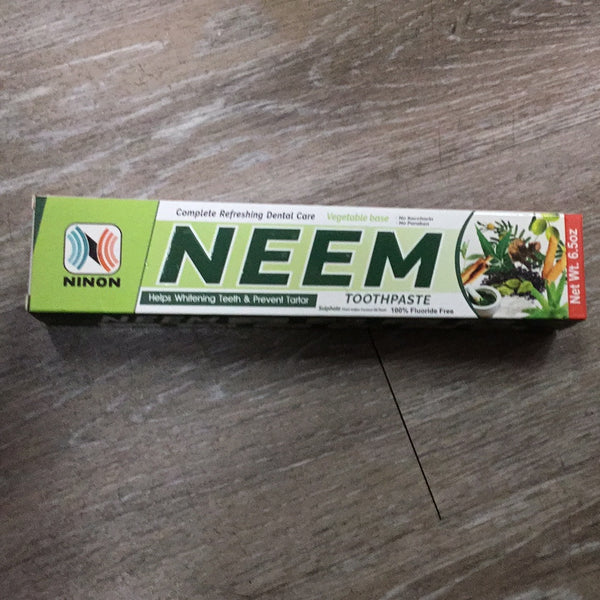 Complete Refreshing Dental Care
Vegetable base
No Saccharin
No Paraben
NEEM
NINON
Helps Whitening Teeth & Prevent Tartar
TOOTHPASTE
Sulphate
100% Fluoride Free
Net Wt. 6.5oz